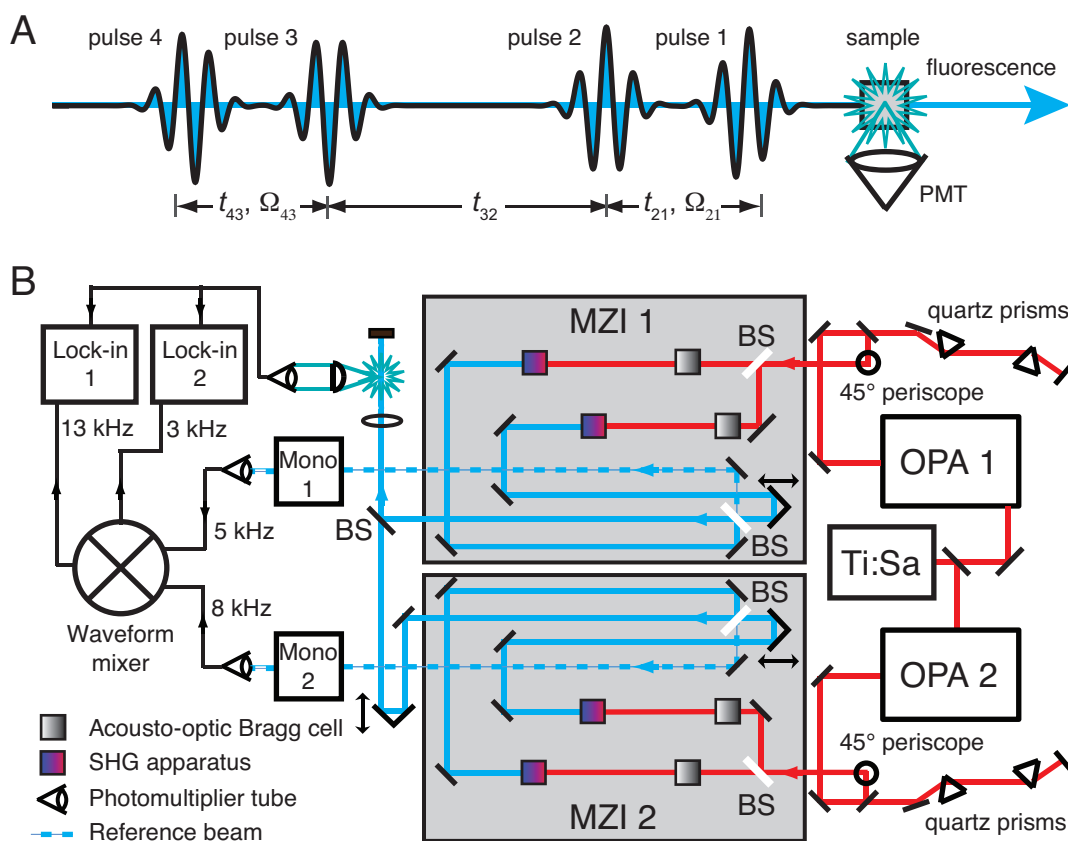 A
pulse 4
pulse 3
pulse 2
pulse 1
sample
fluorescence
PMT
t43, Ω43
t32
t21, Ω21
B
MZI 1
BS
quartz prisms
45° periscope
Lock-in
1
Lock-in
2
13 kHz
3 kHz
Mono
1
OPA 1
BS
5 kHz
BS
Ti:Sa
8 kHz
Waveform
mixer
Mono
2
BS
OPA 2
Acousto-optic Bragg cell
SHG apparatus
Photomultiplier tube
Reference beam
45° periscope
BS
MZI 2
quartz prisms